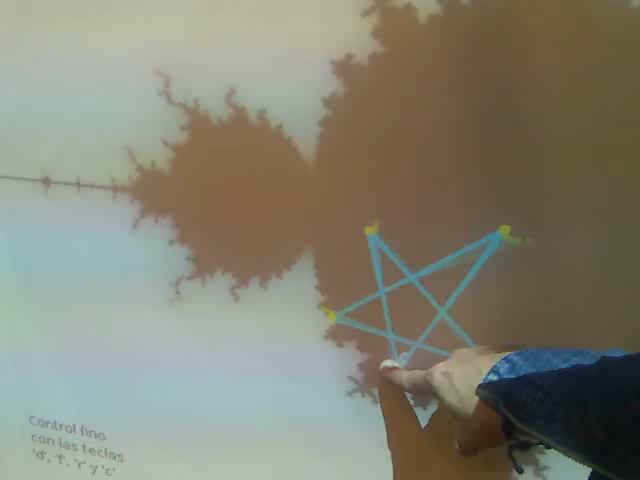 Control fino
con las teclas
'd', 'f', 'r' y 'c'